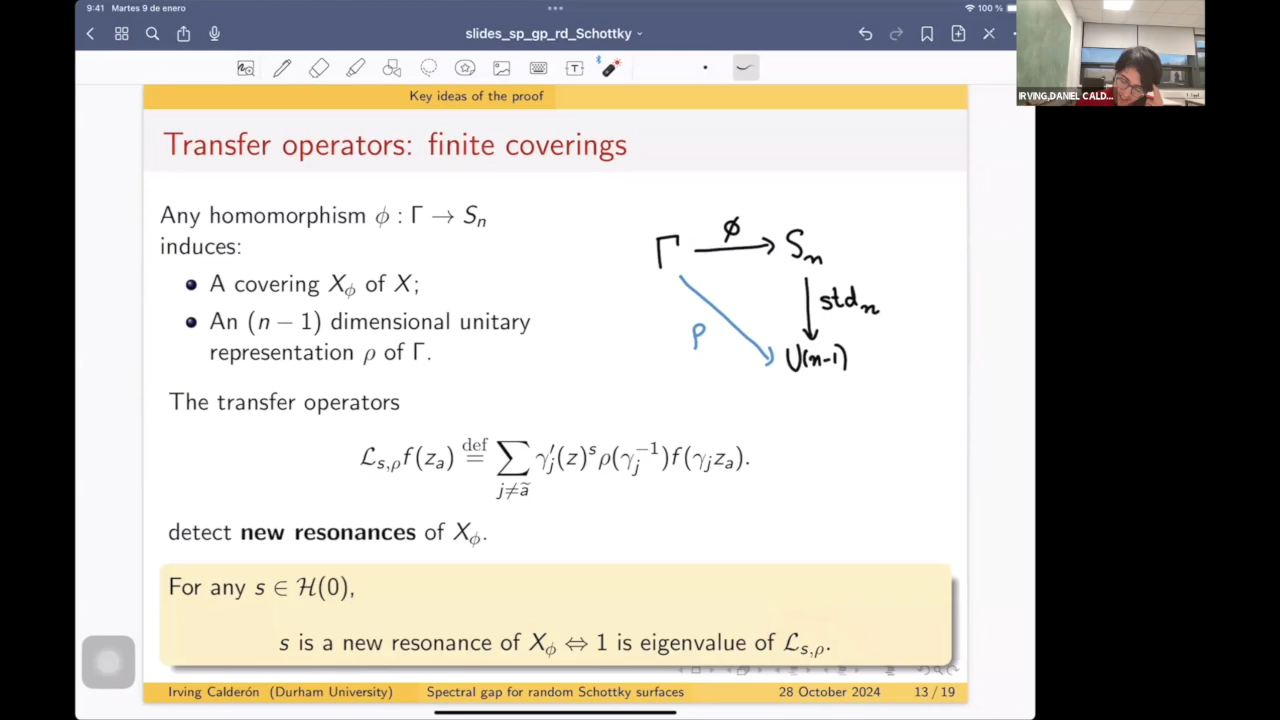 9:41 Martes 9 de enero
100 %
slides_sp_gp_rd_Schottky
IRVING,DANIEL CALD...
Key ideas of the proof
Transfer operators: finite coverings
Any homomorphism ϕ : Γ → Sₙ
induces:
A covering X_ϕ of X;
An (n − 1) dimensional unitary
representation ρ of Γ.
Γ ϕ → Sₙ
stdₙ
ρ
U(n-1)
The transfer operators
ℒ_{s,ρ} f(z_a) def= ∑_{j≠ã} γ′_j(z)^s ρ(γ_j^{−1}) f(γ_j z_a).
detect new resonances of X_ϕ.
For any s ∈ ℋ(0),
s is a new resonance of X_ϕ ⇔ 1 is eigenvalue of ℒ_{s,ρ}.
Irving Calderón (Durham University) Spectral gap for random Schottky surfaces 28 October 2024 13 / 19